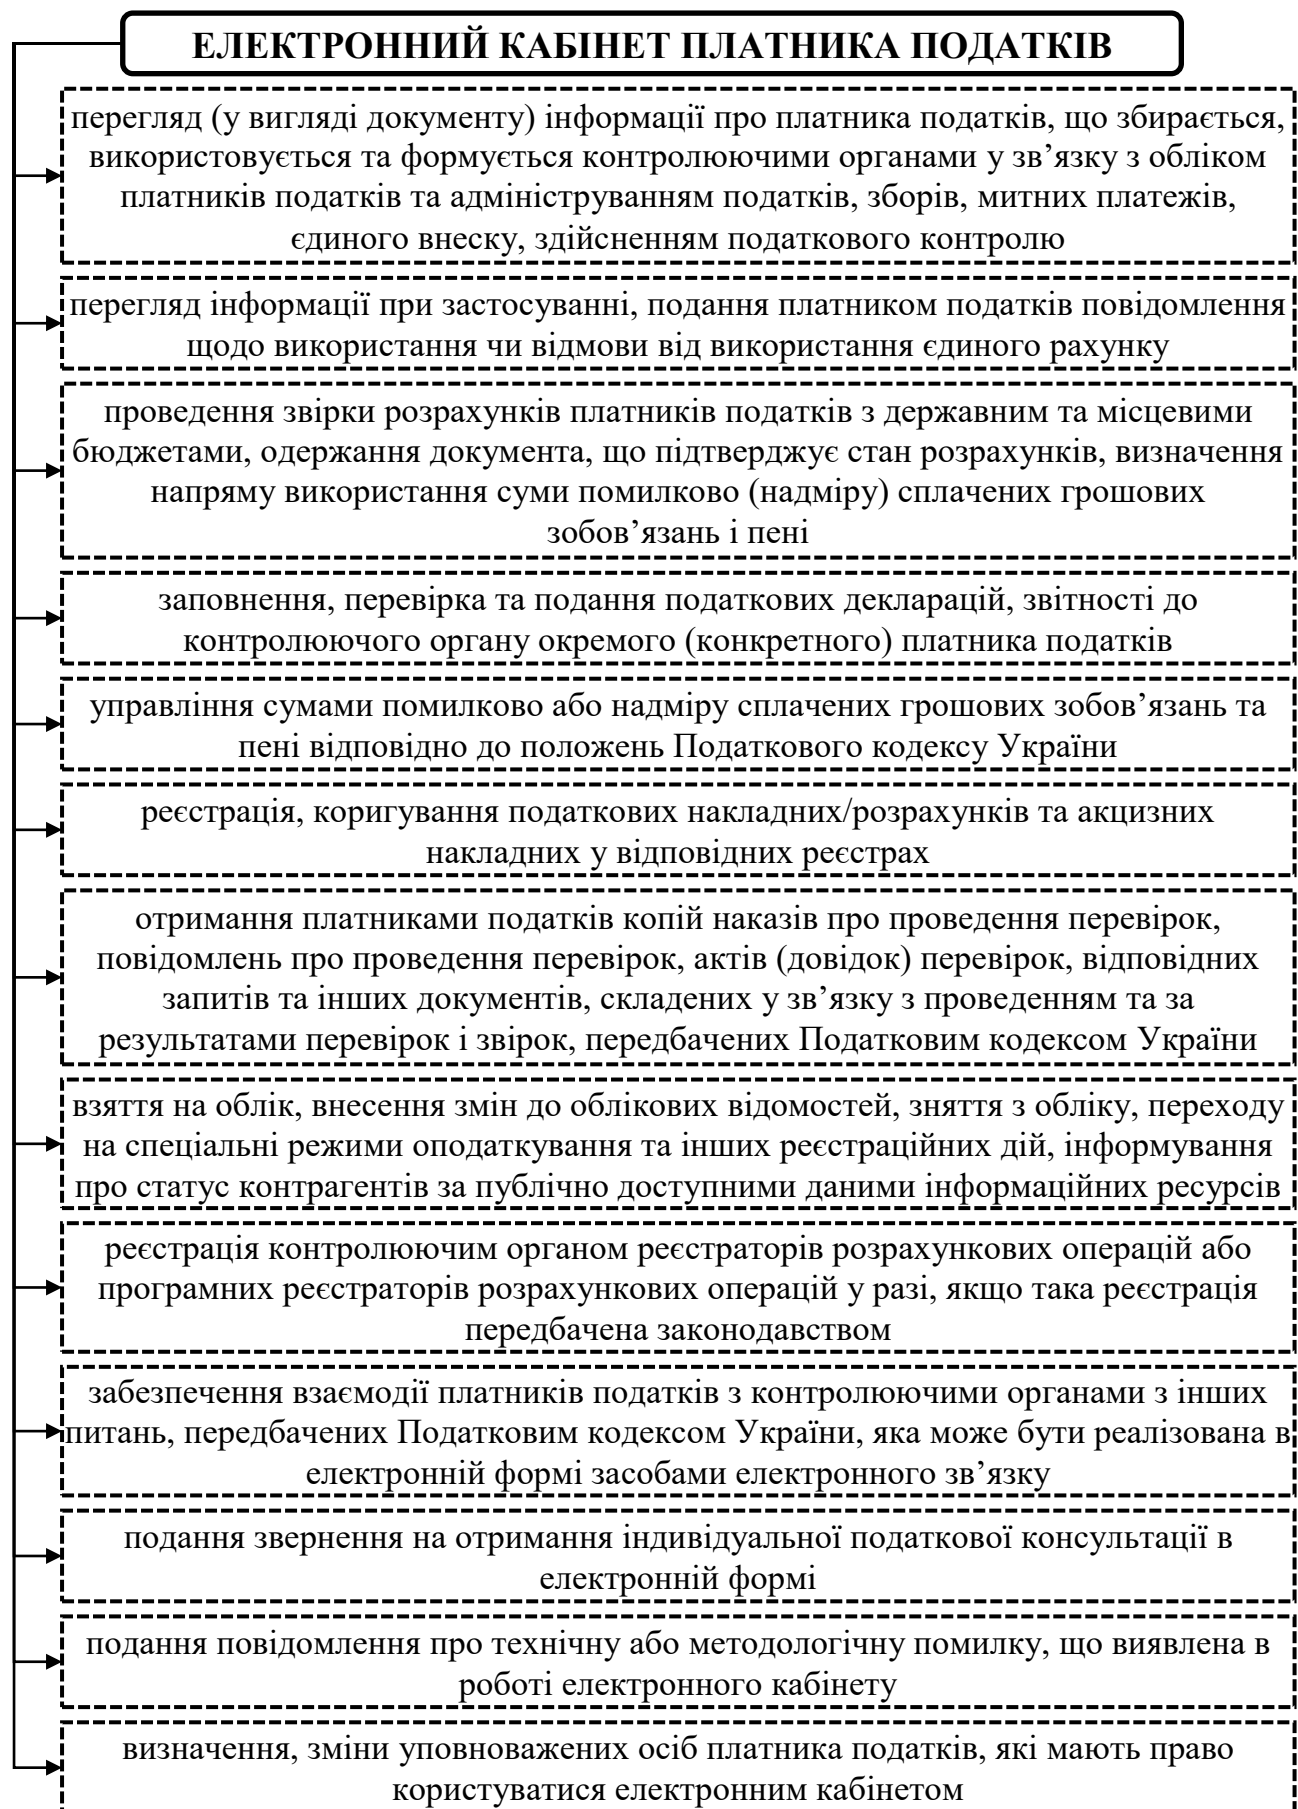 ЕЛЕКТРОННИЙ КАБІНЕТ ПЛАТНИКА ПОДАТКІВ
перегляд (у вигляді документу) інформації про платника податків, що збирається,
використовується та формується контролюючими органами у зв’язку з обліком
платників податків та адмініструванням податків, зборів, митних платежів,
єдиного внеску, здійсненням податкового контролю
перегляд інформації при застосуванні, подання платником податків повідомлення
щодо використання чи відмови від використання єдиного рахунку
проведення звірки розрахунків платників податків з державним та місцевими
бюджетами, одержання документа, що підтверджує стан розрахунків, визначення
напряму використання суми помилково (надміру) сплачених грошових
зобов’язань і пені
заповнення, перевірка та подання податкових декларацій, звітності до
контролюючого органу окремого (конкретного) платника податків
управління сумами помилково або надміру сплачених грошових зобов’язань та
пені відповідно до положень Податкового кодексу України
реєстрація, коригування податкових накладних/розрахунків та акцизних
накладних у відповідних реєстрах
отримання платниками податків копій наказів про проведення перевірок,
повідомлень про проведення перевірок, актів (довідок) перевірок, відповідних
запитів та інших документів, складених у зв’язку з проведенням та за
результатами перевірок і звірок, передбачених Податковим кодексом України
взяття на облік, внесення змін до облікових відомостей, зняття з обліку, переходу
на спеціальні режими оподаткування та інших реєстраційних дій, інформування
про статус контрагентів за публічно доступними даними інформаційних ресурсів
реєстрація контролюючим органом реєстраторів розрахункових операцій або
програмних реєстраторів розрахункових операцій у разі, якщо така реєстрація
передбачена законодавством
забезпечення взаємодії платників податків з контролюючими органами з інших
питань, передбачених Податковим кодексом України, яка може бути реалізована в
електронній формі засобами електронного зв’язку
подання звернення на отримання індивідуальної податкової консультації в
електронній формі
подання повідомлення про технічну або методологічну помилку, що виявлена в
роботі електронного кабінету
визначення, зміни уповноважених осіб платника податків, які мають право
користуватися електронним кабінетом